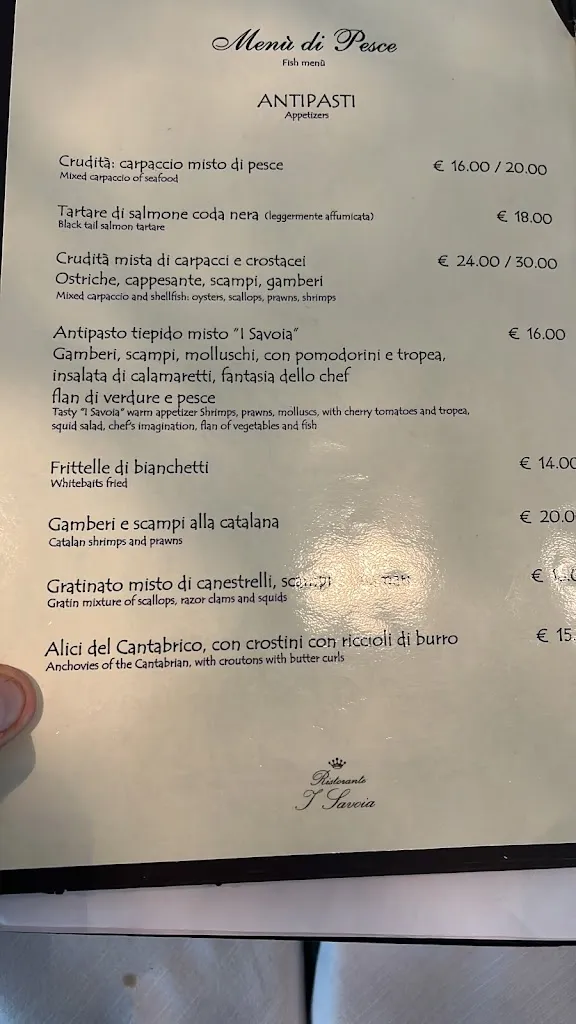 Menù di Pesce
Fish menù
ANTIPASTI
Appetizers
Crudità: carpaccio misto di pesce € 16.00 / 20.00
Mixed carpaccio of seafood
Tartare di salmone coda nera (leggermente affumicata) € 18.00
Black tail salmon tartare
Crudità mista di carpacci e crostacei € 24.00 / 30.00
Ostriche, cappesante, scampi, gamberi
Mixed carpaccio and shellfish: oysters, scallops, prawns, shrimps
Antipasto tiepido misto "I Savoia" € 16.00
Gamberi, scampi, molluschi, con pomodorini e tropea,
insalata di calamaretti, fantasia dello chef
flan di verdure e pesce
Tasty "I Savoia" warm appetizer Shrimps, prawns, molluscs, with cherry tomatoes and tropea,
squid salad, chef's imagination, flan of vegetables and fish
Frittelle di bianchetti € 14.00
Whitebaits fried
Gamberi e scampi alla catalana € 20.0
Catalan shrimps and prawns
Gratinato misto di canestrelli, €
Gratin mixture of scallops, razor clams and squids
Alici del Cantabrico, con crostini con riccioli di burro € 15.
Anchovies of the Cantabrian, with croutons with butter curls
Ristorante
I Savoia